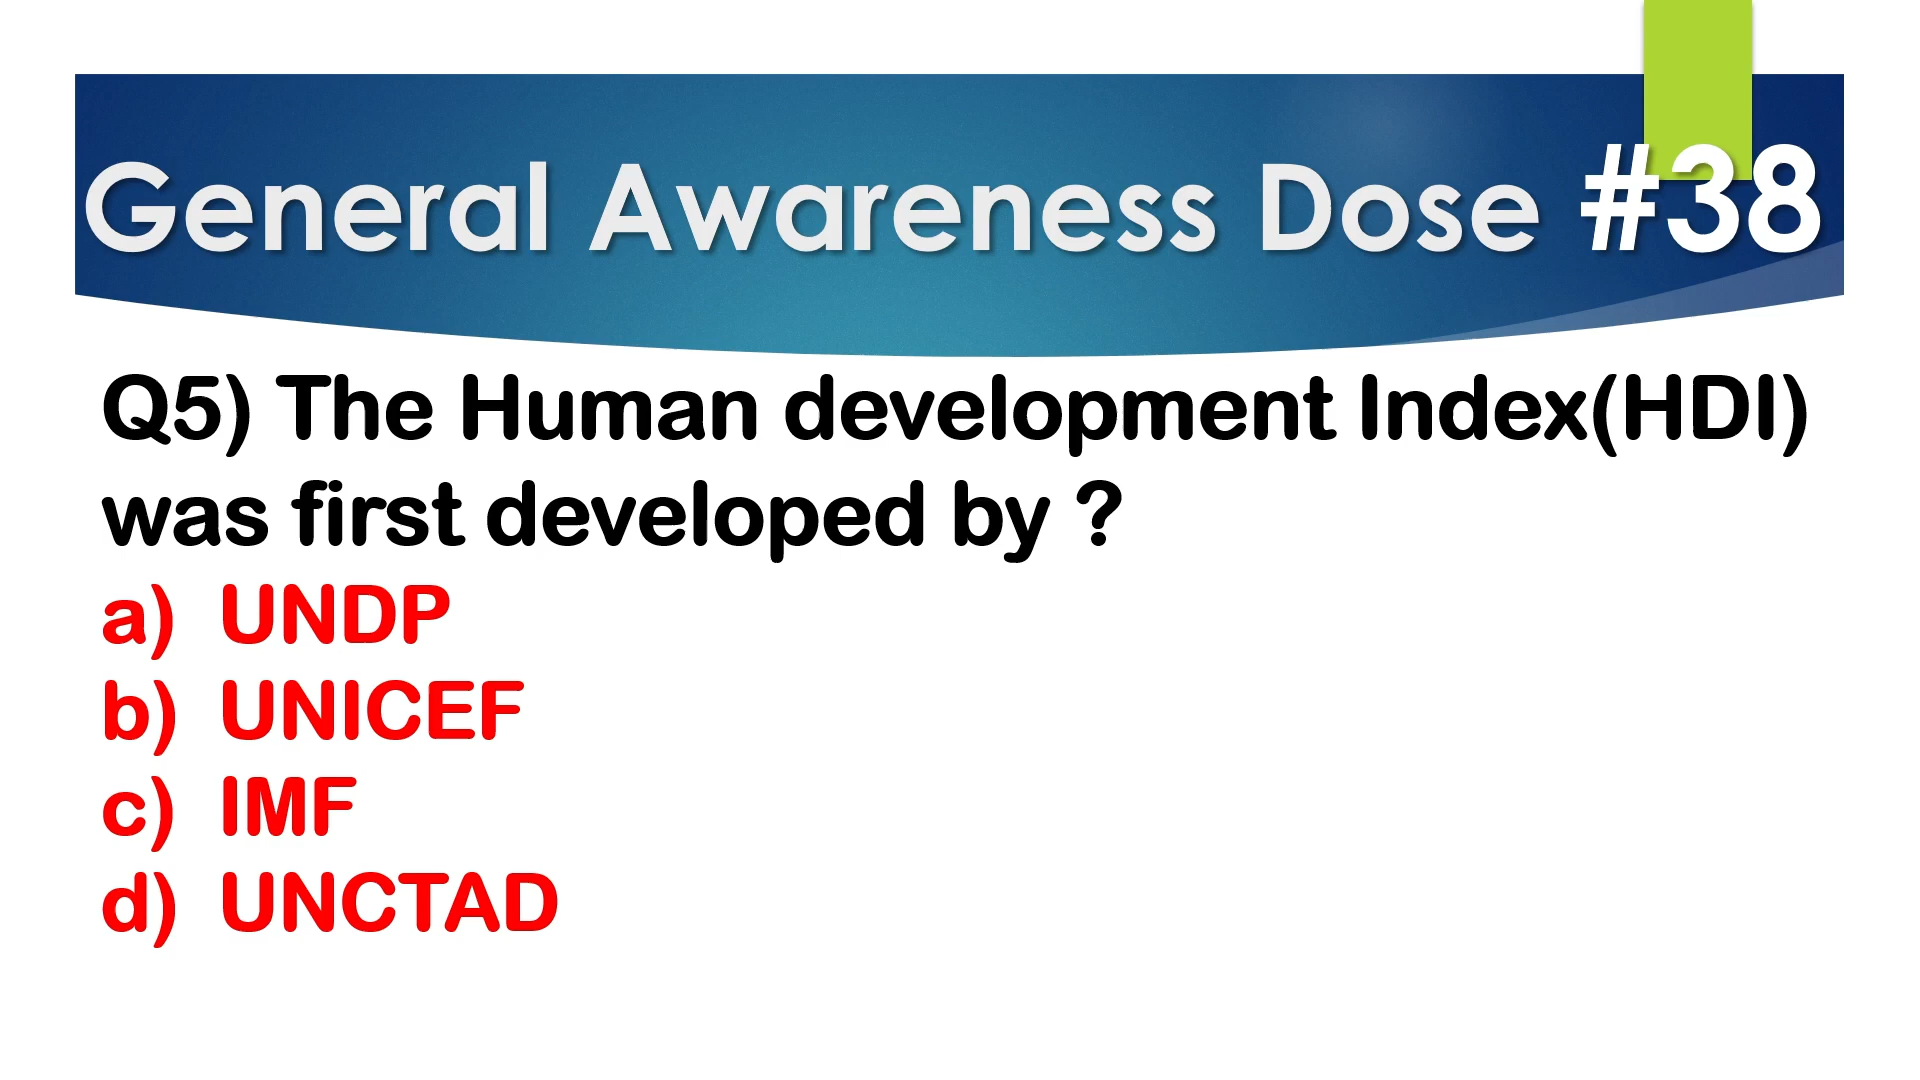 General Awareness Dose #38
Q5) The Human development Index(HDI)
was first developed by ?
a) UNDP
b) UNICEF
c) IMF
d) UNCTAD